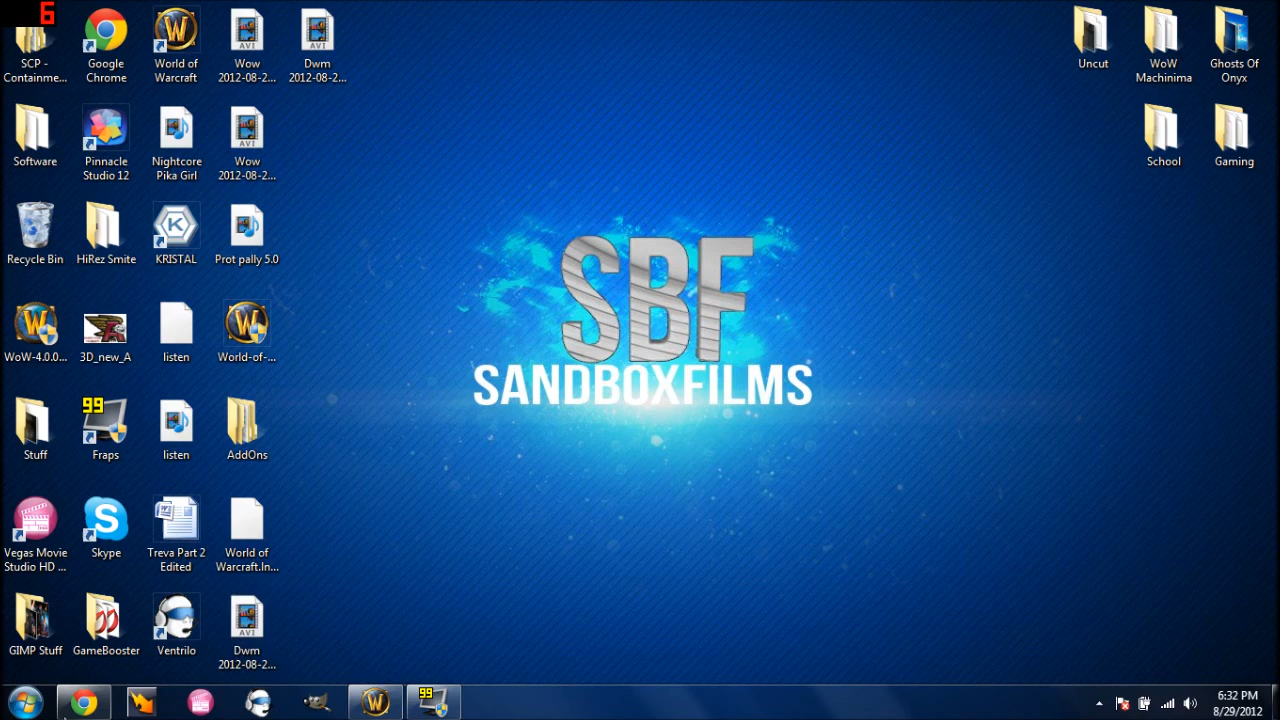 6
SCP -
Containme...
Google
Chrome
World of
Warcraft
AVI
Wow
2012-08-2...
AVI
Dwm
2012-08-2...
Uncut
WoW
Machinima
Ghosts Of
Onyx
Software
Pinnacle
Studio 12
Nightcore
Pika Girl
AVI
Wow
2012-08-2...
School
Gaming
Recycle Bin
HiRez Smite
K
KRISTAL
Prot pally 5.0
SBF
SANDBOXFILMS
W
WoW-4.0.0...
3D_new_A
listen
W
World-of-...
Stuff
99
Fraps
listen
AddOns
Vegas Movie
Studio HD ...
S
Skype
W
Treva Part 2
Edited
World of
Warcraft.In...
GIMP Stuff
GameBooster
Ventrilo
AVI
Dwm
2012-08-2...
W
99
6:32 PM
8/29/2012